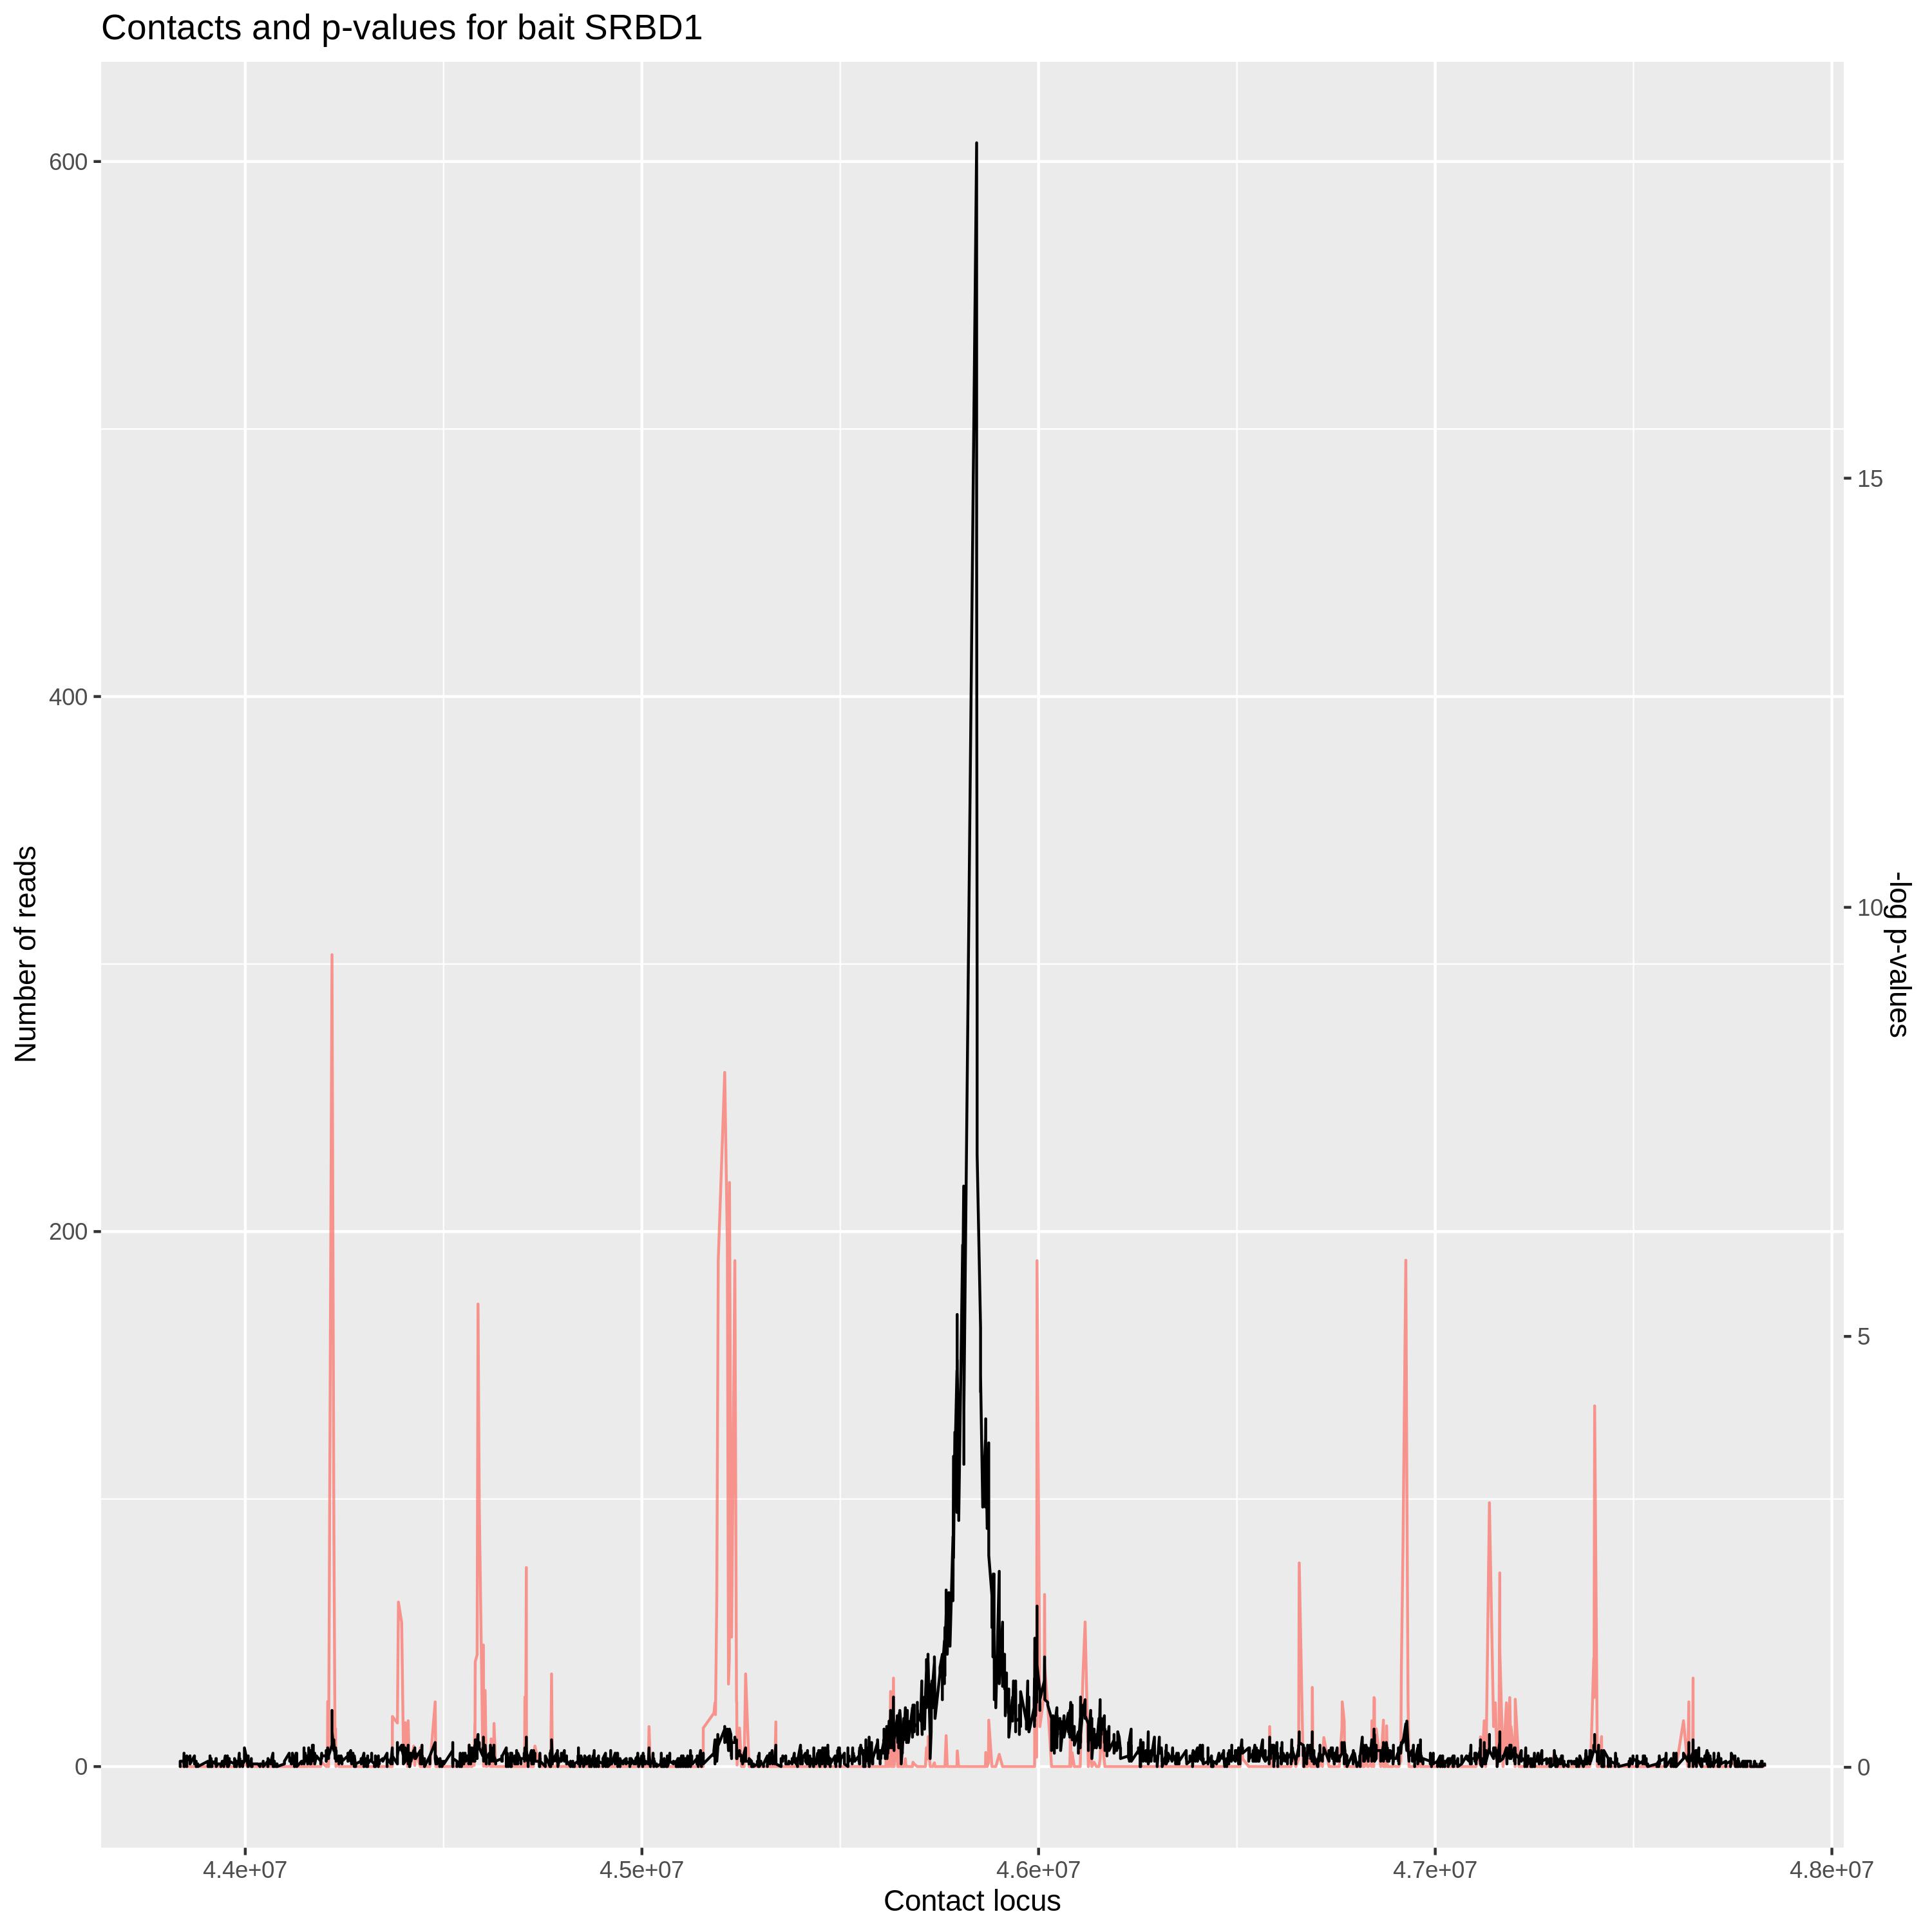 Contacts and p-values for bait SRBD1
600
400
200
0
Number of reads
15
10
5
0
-log p-values
4.4e+07 4.5e+07 4.6e+07 4.7e+07 4.8e+07
Contact locus